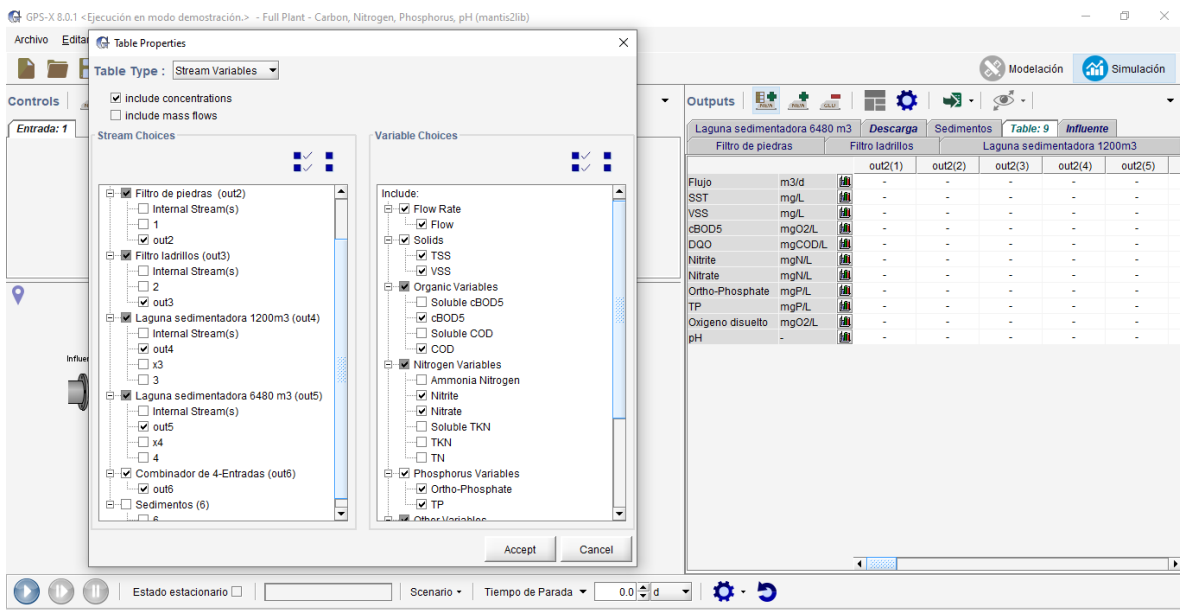 GPS-X 8.0.1 <Ejecución en modo demostración.> - Full Plant - Carbon, Nitrogen, Phosphorus, pH (mantis2lib)
Archivo Edita
Modelación Simulación
Controls
Entrada: 1
Influe
Table Properties
Table Type : Stream Variables
include concentrations
include mass flows
Stream Choices
Filtro de piedras (out2)
Internal Stream(s)
1
out2
Filtro ladrillos (out3)
Internal Stream(s)
2
out3
Laguna sedimentadora 1200m3 (out4)
Internal Stream(s)
out4
x3
3
Laguna sedimentadora 6480 m3 (out5)
Internal Stream(s)
out5
x4
4
Combinador de 4-Entradas (out6)
out6
Sedimentos (6)
6
Variable Choices
Include:
Flow Rate
Flow
Solids
TSS
VSS
Organic Variables
Soluble cBOD5
cBOD5
Soluble COD
COD
Nitrogen Variables
Ammonia Nitrogen
Nitrite
Nitrate
Soluble TKN
TKN
TN
Phosphorus Variables
Ortho-Phosphate
TP
Other Variables
Accept Cancel
Outputs
Laguna sedimentadora 6480 m3 Descarga Sedimentos Table: 9 Influente
Filtro de piedras Filtro ladrillos Laguna sedimentadora 1200m3
out2(1) out2(2) out2(3) out2(4) out2(5)
Flujo m3/d - - - - -
SST mg/L - - - - -
VSS mg/L - - - - -
cBOD5 mgO2/L - - - - -
DQO mgCOD/L - - - - -
Nitrite mgN/L - - - - -
Nitrate mgN/L - - - - -
Ortho-Phosphate mgP/L - - - - -
TP mgP/L - - - - -
Oxigeno disuelto mgO2/L - - - - -
pH - - - - - -
Estado estacionario Scenario Tiempo de Parada 0.0 d